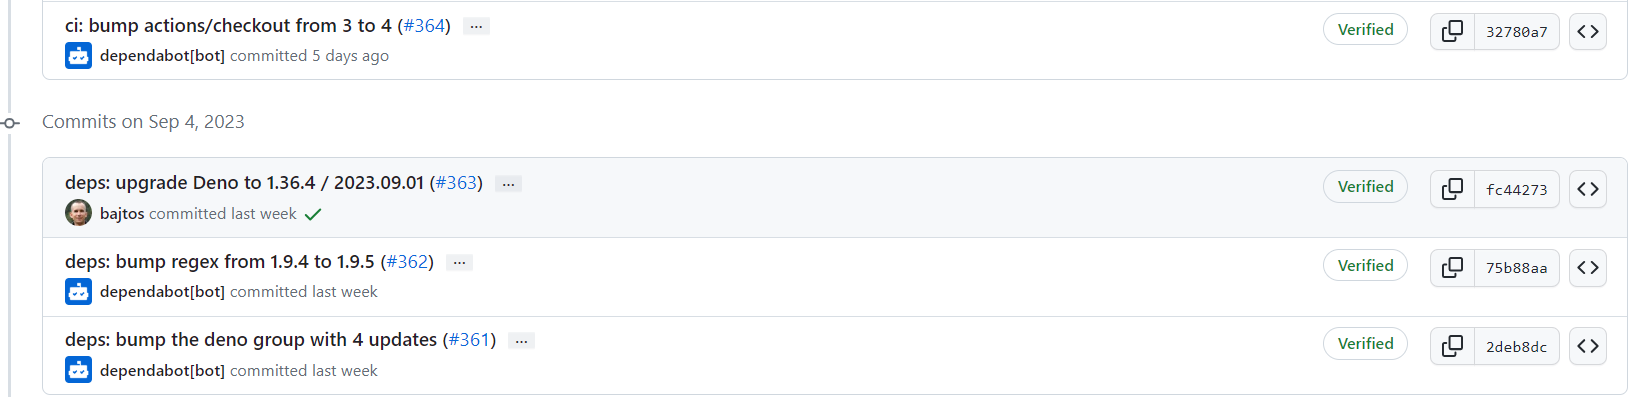 ci: bump actions/checkout from 3 to 4 (#364) ...
Verified
32780a7
dependabot[bot] committed 5 days ago
Commits on Sep 4, 2023
deps: upgrade Deno to 1.36.4 / 2023.09.01 (#363) ...
Verified
fc44273
bajtos committed last week
deps: bump regex from 1.9.4 to 1.9.5 (#362) ...
Verified
75b88aa
dependabot[bot] committed last week
deps: bump the deno group with 4 updates (#361) ...
Verified
2deb8dc
dependabot[bot] committed last week